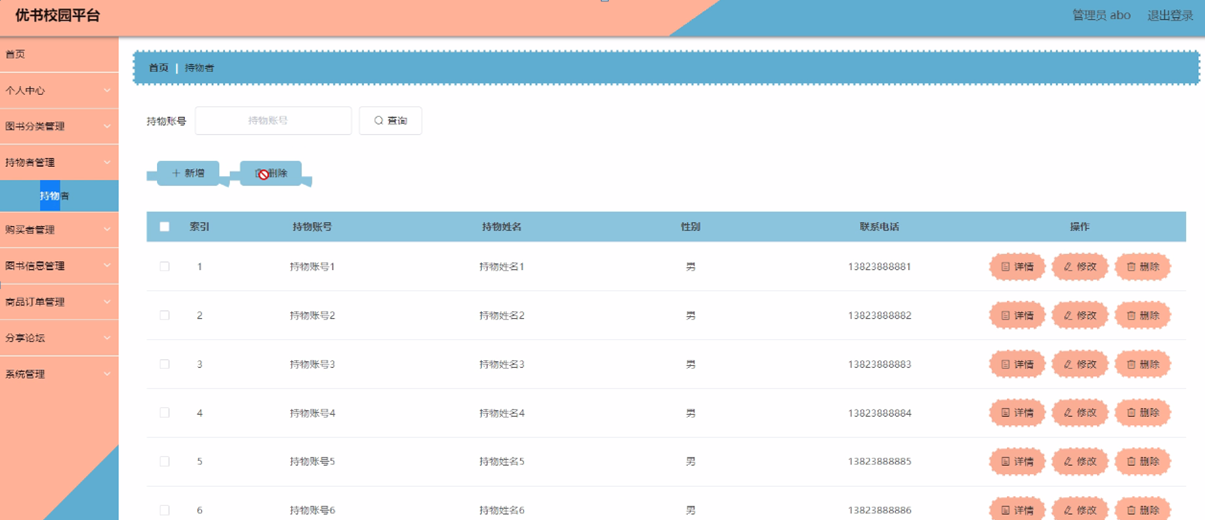 优书校园平台
管理员 abo 退出登录
首页
个人中心
图书分类管理
持物者管理
持物者
购买者管理
图书信息管理
商品订单管理
分享论坛
系统管理
首页 | 持物者
持物账号 持物账号 查询
新增 删除
索引 持物账号 持物姓名 性别 联系电话 操作
1 持物账号1 持物姓名1 男 13823888881 详情 修改 删除
2 持物账号2 持物姓名2 男 13823888882 详情 修改 删除
3 持物账号3 持物姓名3 男 13823888883 详情 修改 删除
4 持物账号4 持物姓名4 男 13823888884 详情 修改 删除
5 持物账号5 持物姓名5 男 13823888885 详情 修改 删除
6 持物账号6 持物姓名6 男 13823888886 详情 修改 删除